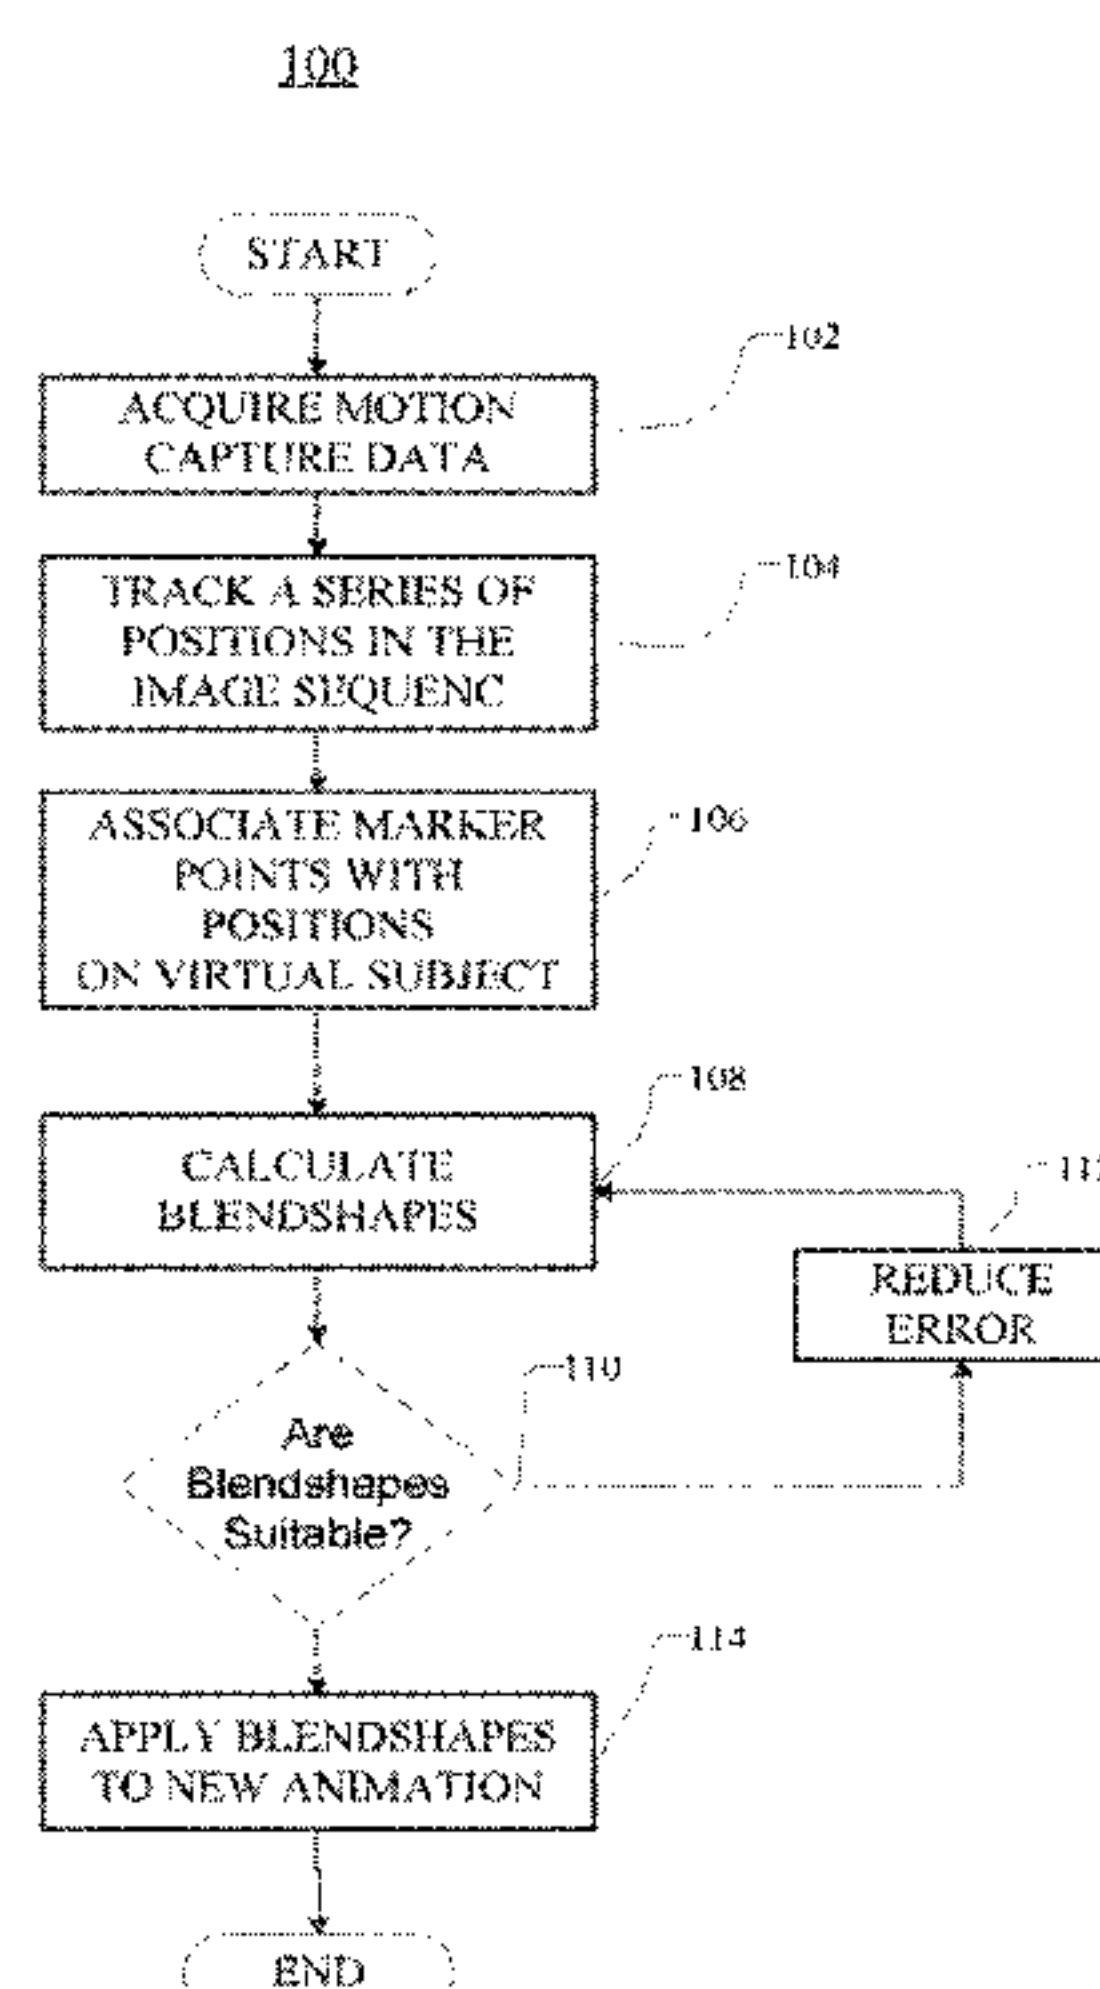 100
START
102
ACQUIRE MOTION
CAPTURE DATA
104
TRACK A SERIES OF
POSITIONS IN THE
IMAGE SEQUENC
106
ASSOCIATE MARKER
POINTS WITH
POSITIONS
ON VIRTUAL SUBJECT
108
CALCULATE
BLENDSHAPES
REDUCE
ERROR
110
Are
Blendshapes
Suitable?
114
APPLY BLENDSHAPES
TO NEW ANIMATION
END